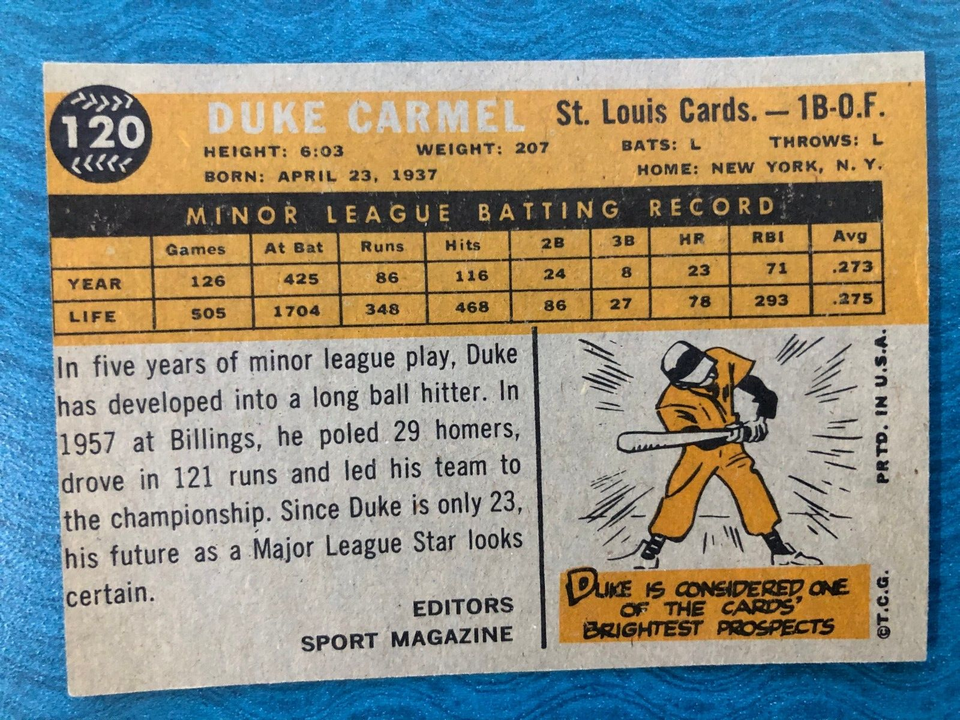 120
DUKE CARMEL St. Louis Cards. — 1B-O.F.
HEIGHT: 6:03 WEIGHT: 207 BATS: L THROWS: L
BORN: APRIL 23, 1937 HOME: NEW YORK, N. Y.
MINOR LEAGUE BATTING RECORD
Games At Bat Runs Hits 2B 3B HR RBI Avg
YEAR 126 425 86 116 24 8 23 71 .273
LIFE 505 1704 348 468 86 27 78 293 .275
In five years of minor league play, Duke
has developed into a long ball hitter. In
1957 at Billings, he poled 29 homers,
drove in 121 runs and led his team to
the championship. Since Duke is only 23,
his future as a Major League Star looks
certain.
EDITORS
SPORT MAGAZINE
DUKE IS CONSIDERED ONE
OF THE CARDS'
BRIGHTEST PROSPECTS
©T.C.G. PRTD. IN U.S.A.